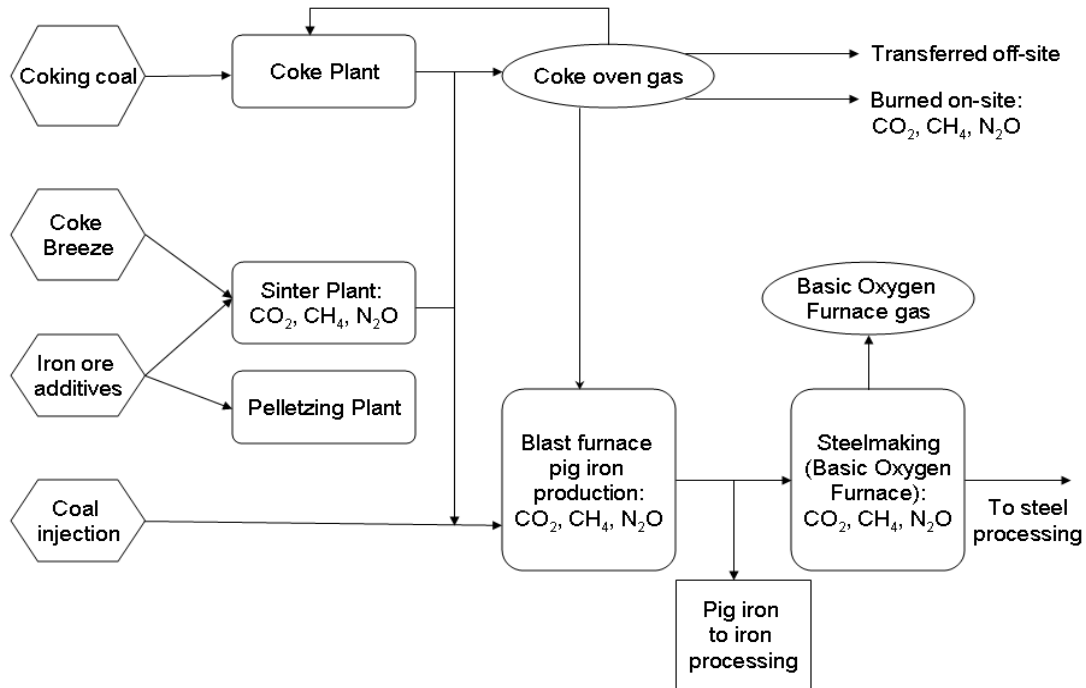 Coking coal
Coke Plant
Coke oven gas
Transferred off-site
Burned on-site:
CO₂, CH₄, N₂O
Coke
Breeze
Sinter Plant:
CO₂, CH₄, N₂O
Basic Oxygen
Furnace gas
Iron ore
additives
Pelletzing Plant
Blast furnace
pig iron
production:
CO₂, CH₄, N₂O
Steelmaking
(Basic Oxygen
Furnace):
CO₂, CH₄, N₂O
Coal
injection
To steel
processing
Pig iron
to iron
processing